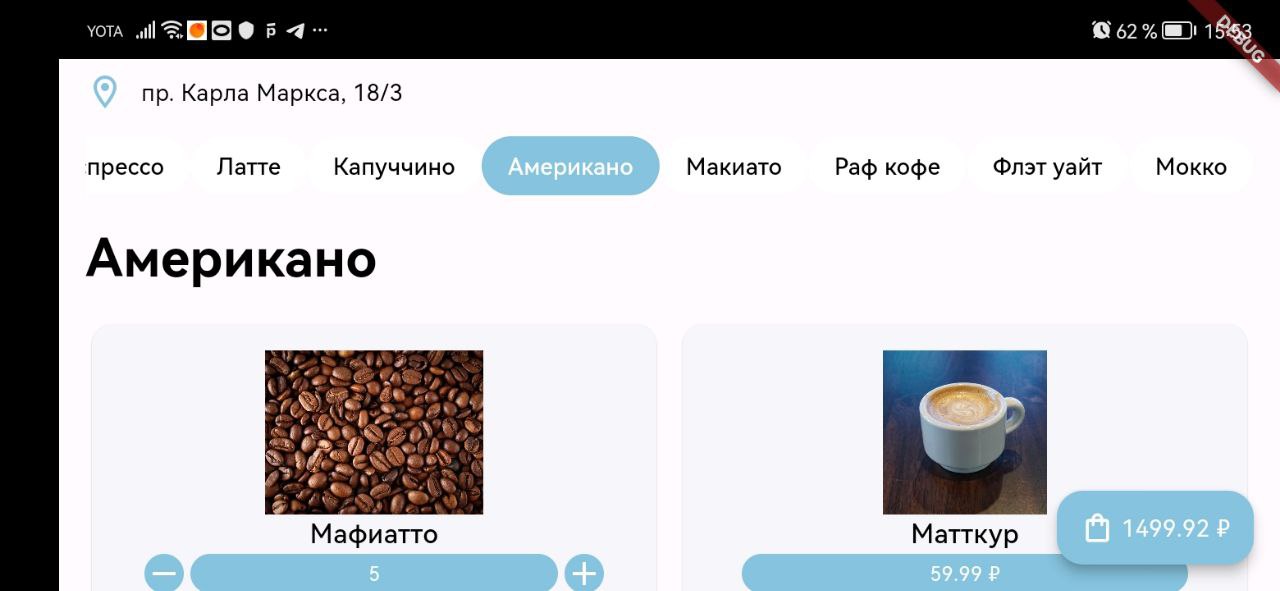 YOTA 62 % 15:53
DEBUG
пр. Карла Маркса, 18/3
прессо Латте Капуччино Американо Макиато Раф кофе Флэт уайт Мокко
Американо
Мафиатто Латткур
5 59.99 ₽
1499.92 ₽